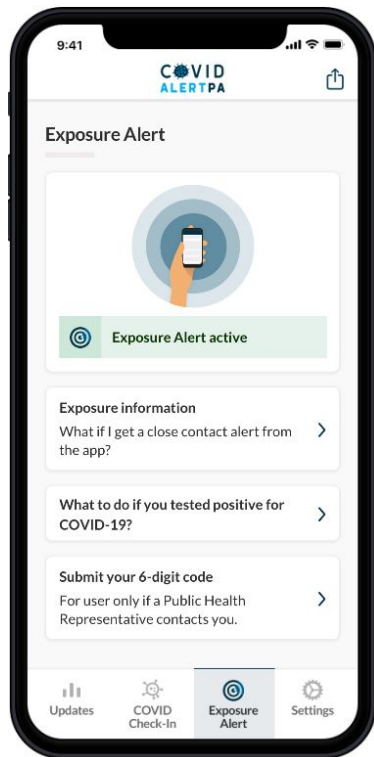 9:41
COVID
ALERTPA
Exposure Alert
Exposure Alert active
Exposure information
What if I get a close contact alert from
the app?
What to do if you tested positive for
COVID-19?
Submit your 6-digit code
For user only if a Public Health
Representative contacts you.
Updates
COVID
Check-In
Exposure
Alert
Settings